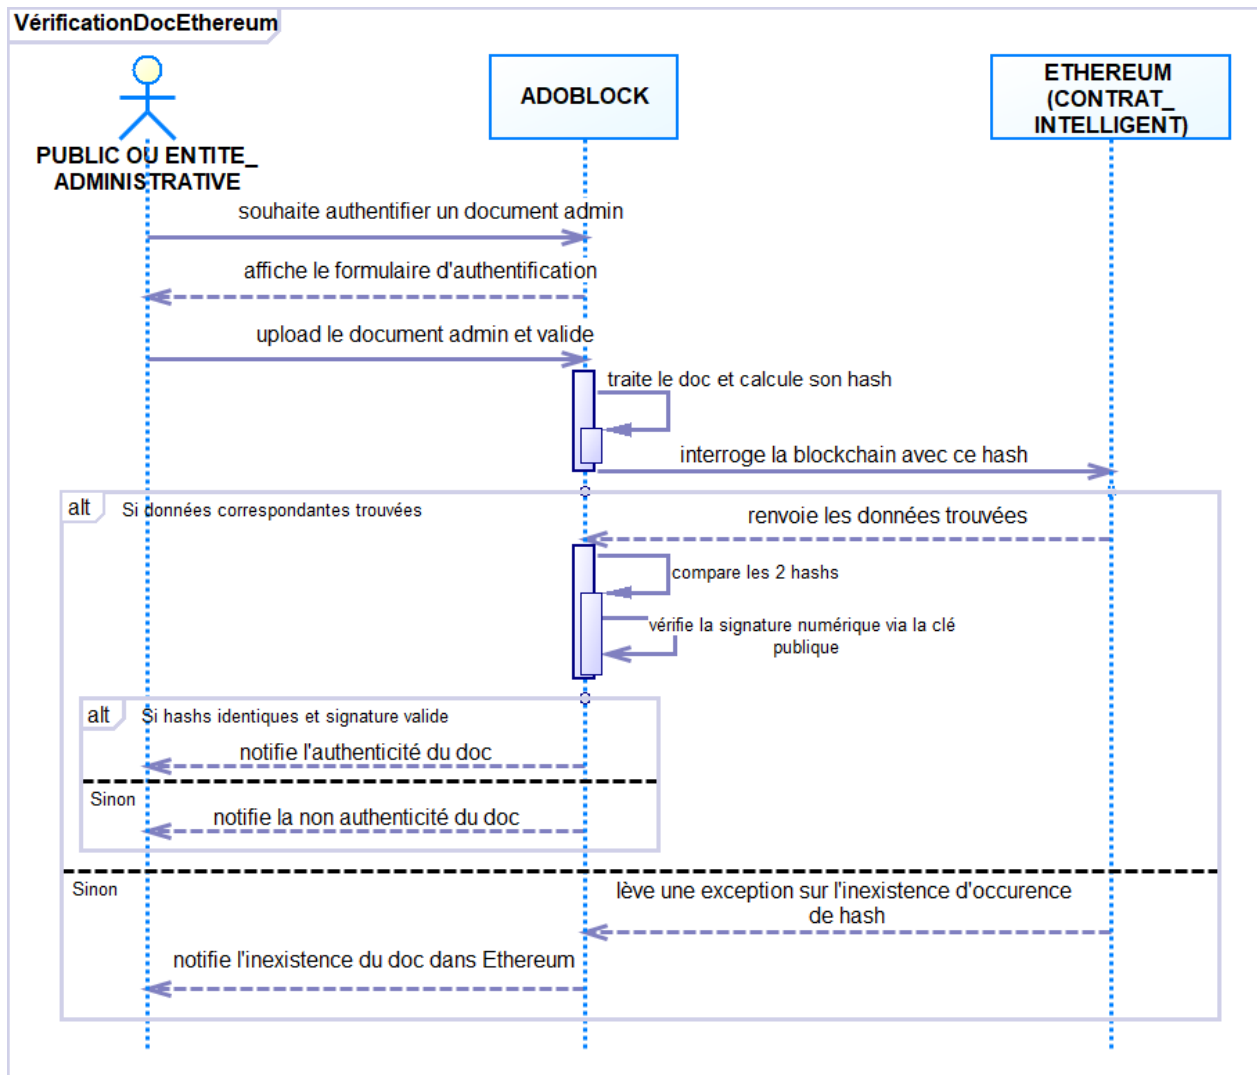 VérificationDocEthereum
PUBLIC OU ENTITE_
ADMINISTRATIVE
ADOBLOCK
ETHEREUM
(CONTRAT_
INTELLIGENT)
souhaite authentifier un document admin
affiche le formulaire d'authentification
upload le document admin et valide
traite le doc et calcule son hash
interroge la blockchain avec ce hash
alt
Si données correspondantes trouvées
renvoie les données trouvées
compare les 2 hashs
vérifie la signature numérique via la clé
publique
alt
Si hashs identiques et signature valide
notifie l'authenticité du doc
Sinon
notifie la non authenticité du doc
Sinon
lève une exception sur l'inexistence d'occurence
de hash
notifie l'inexistence du doc dans Ethereum